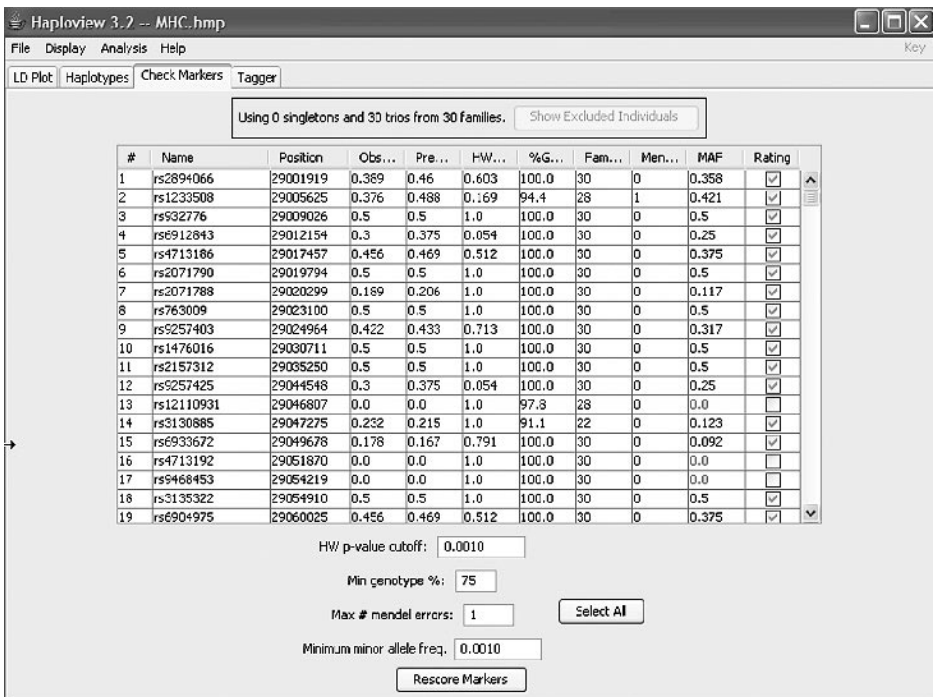 Haploview 3.2 -- MHC.hmp
File Display Analysis Help Key
LD Plot Haplotypes Check Markers Tagger
Using 0 singletons and 30 trios from 30 families. Show Excluded Individuals
# Name Position Obs... Pre... HW... %G... Fam... Men... MAF Rating
1 rs2894066 29001919 0.389 0.46 0.603 100.0 30 0 0.358
2 rs1233508 29005625 0.376 0.488 0.169 94.4 28 1 0.421
3 rs932776 29009026 0.5 0.5 1.0 100.0 30 0 0.5
4 rs6912843 29012154 0.3 0.375 0.054 100.0 30 0 0.25
5 rs4713186 29017457 0.456 0.469 0.512 100.0 30 0 0.375
6 rs2071790 29019794 0.5 0.5 1.0 100.0 30 0 0.5
7 rs2071788 29020299 0.189 0.206 1.0 100.0 30 0 0.117
8 rs763009 29023100 0.5 0.5 1.0 100.0 30 0 0.5
9 rs9257403 29024964 0.422 0.433 0.713 100.0 30 0 0.317
10 rs1476016 29030711 0.5 0.5 1.0 100.0 30 0 0.5
11 rs2157312 29035250 0.5 0.5 1.0 100.0 30 0 0.5
12 rs9257425 29044548 0.3 0.375 0.054 100.0 30 0 0.25
13 rs12110931 29046807 0.0 0.0 1.0 97.8 28 0 0.0
14 rs3130885 29047275 0.232 0.215 1.0 91.1 22 0 0.123
15 rs6933672 29049678 0.178 0.167 0.791 100.0 30 0 0.092
16 rs4713192 29051870 0.0 0.0 1.0 100.0 30 0 0.0
17 rs9468453 29054219 0.0 0.0 1.0 100.0 30 0 0.0
18 rs3135322 29054910 0.5 0.5 1.0 100.0 30 0 0.5
19 rs6904975 29060025 0.456 0.469 0.512 100.0 30 0 0.375
HW p-value cutoff: 0.0010
Min genotype %: 75
Max # mendel errors: 1 Select All
Minimum minor allele freq. 0.0010
Rescore Markers